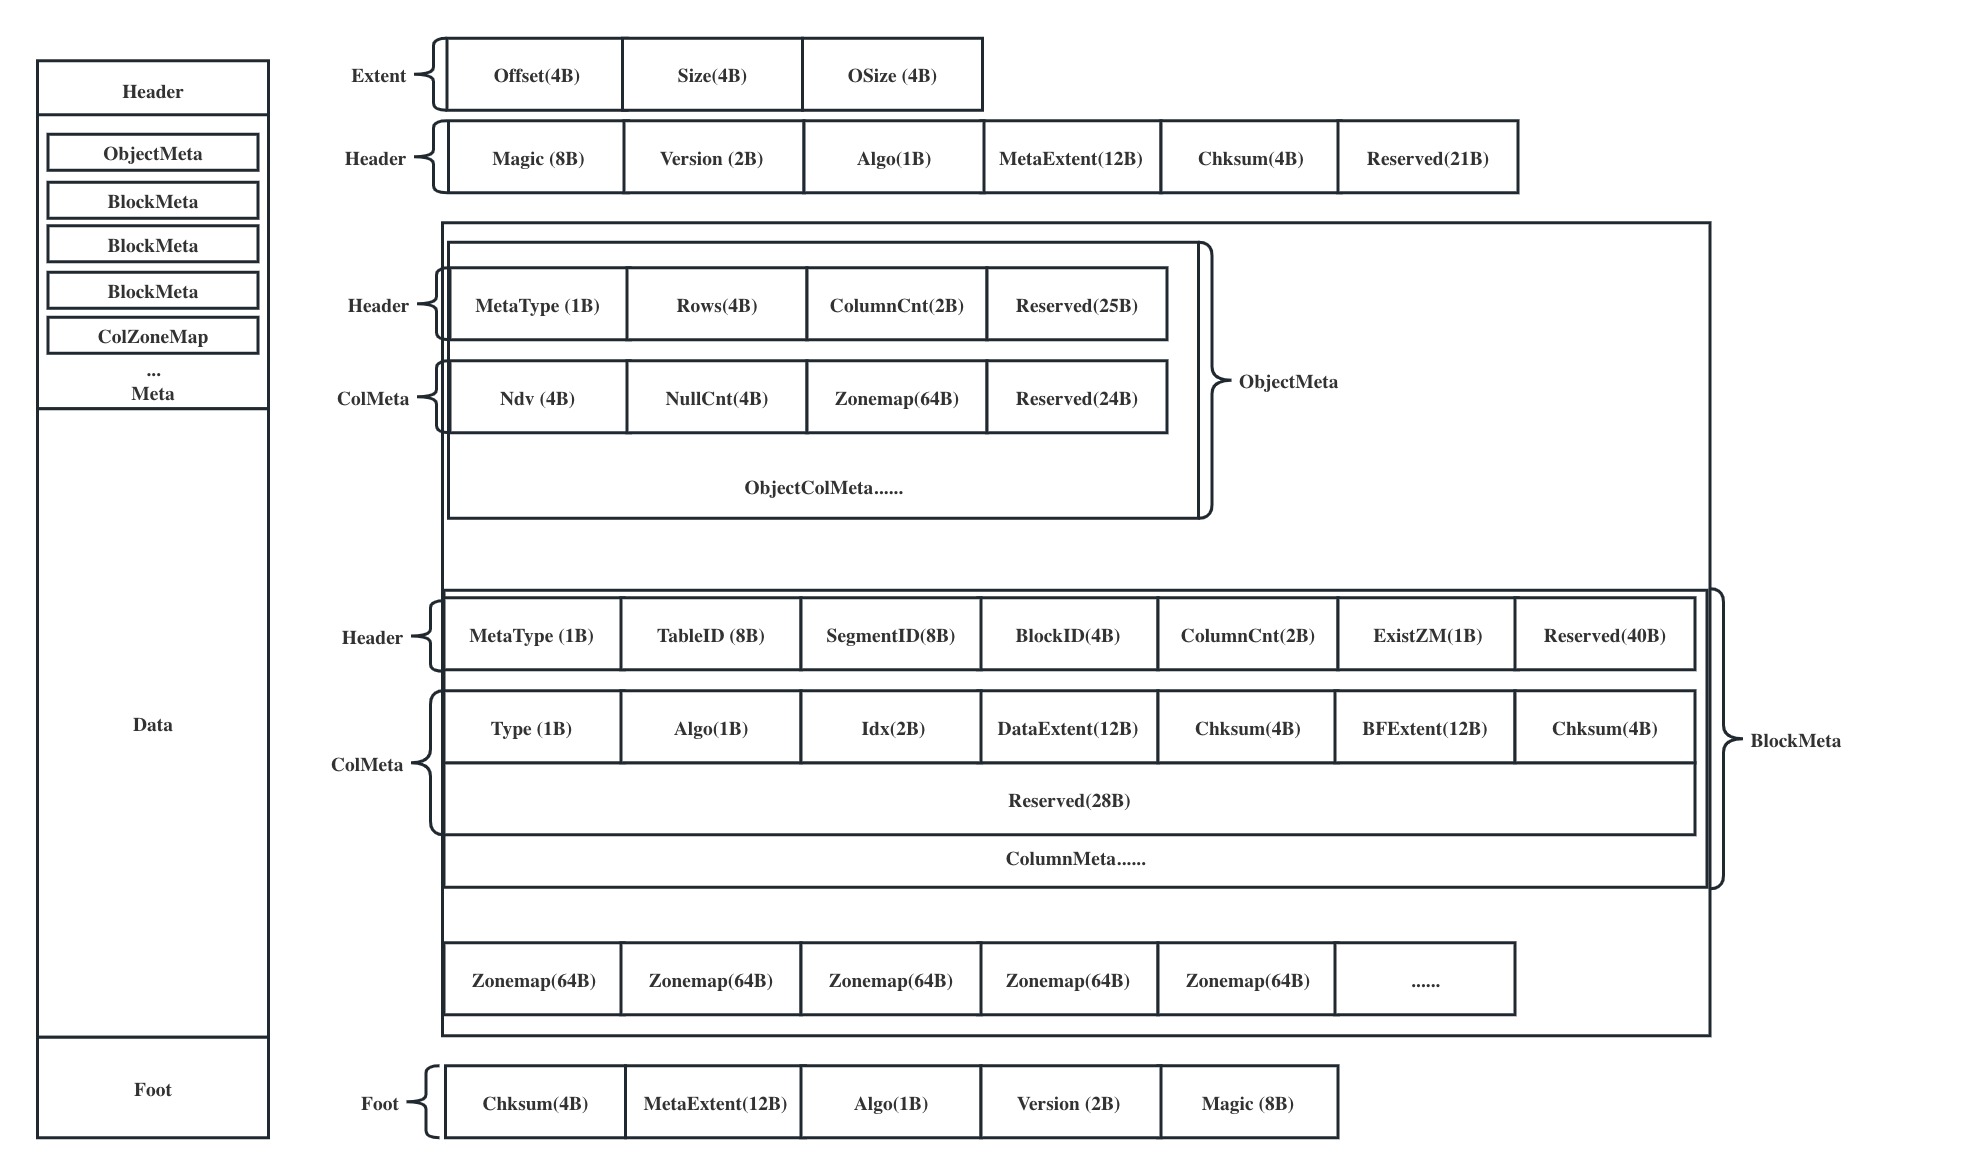 Header
ObjectMeta
BlockMeta
BlockMeta
BlockMeta
ColZoneMap
...
Meta
Data
Foot
Extent Offset(4B) Size(4B) OSize (4B)
Header Magic (8B) Version (2B) Algo(1B) MetaExtent(12B) Chksum(4B) Reserved(21B)
Header MetaType (1B) Rows(4B) ColumnCnt(2B) Reserved(25B)
ObjectMeta
ColMeta Ndv (4B) NullCnt(4B) Zonemap(64B) Reserved(24B)
ObjectColMeta......
Header MetaType (1B) TableID (8B) SegmentID(8B) BlockID(4B) ColumnCnt(2B) ExistZM(1B) Reserved(40B)
Type (1B) Algo(1B) Idx(2B) DataExtent(12B) Chksum(4B) BFExtent(12B) Chksum(4B)
BlockMeta
ColMeta
Reserved(28B)
ColumnMeta......
Zonemap(64B) Zonemap(64B) Zonemap(64B) Zonemap(64B) Zonemap(64B) ......
Foot Chksum(4B) MetaExtent(12B) Algo(1B) Version (2B) Magic (8B)